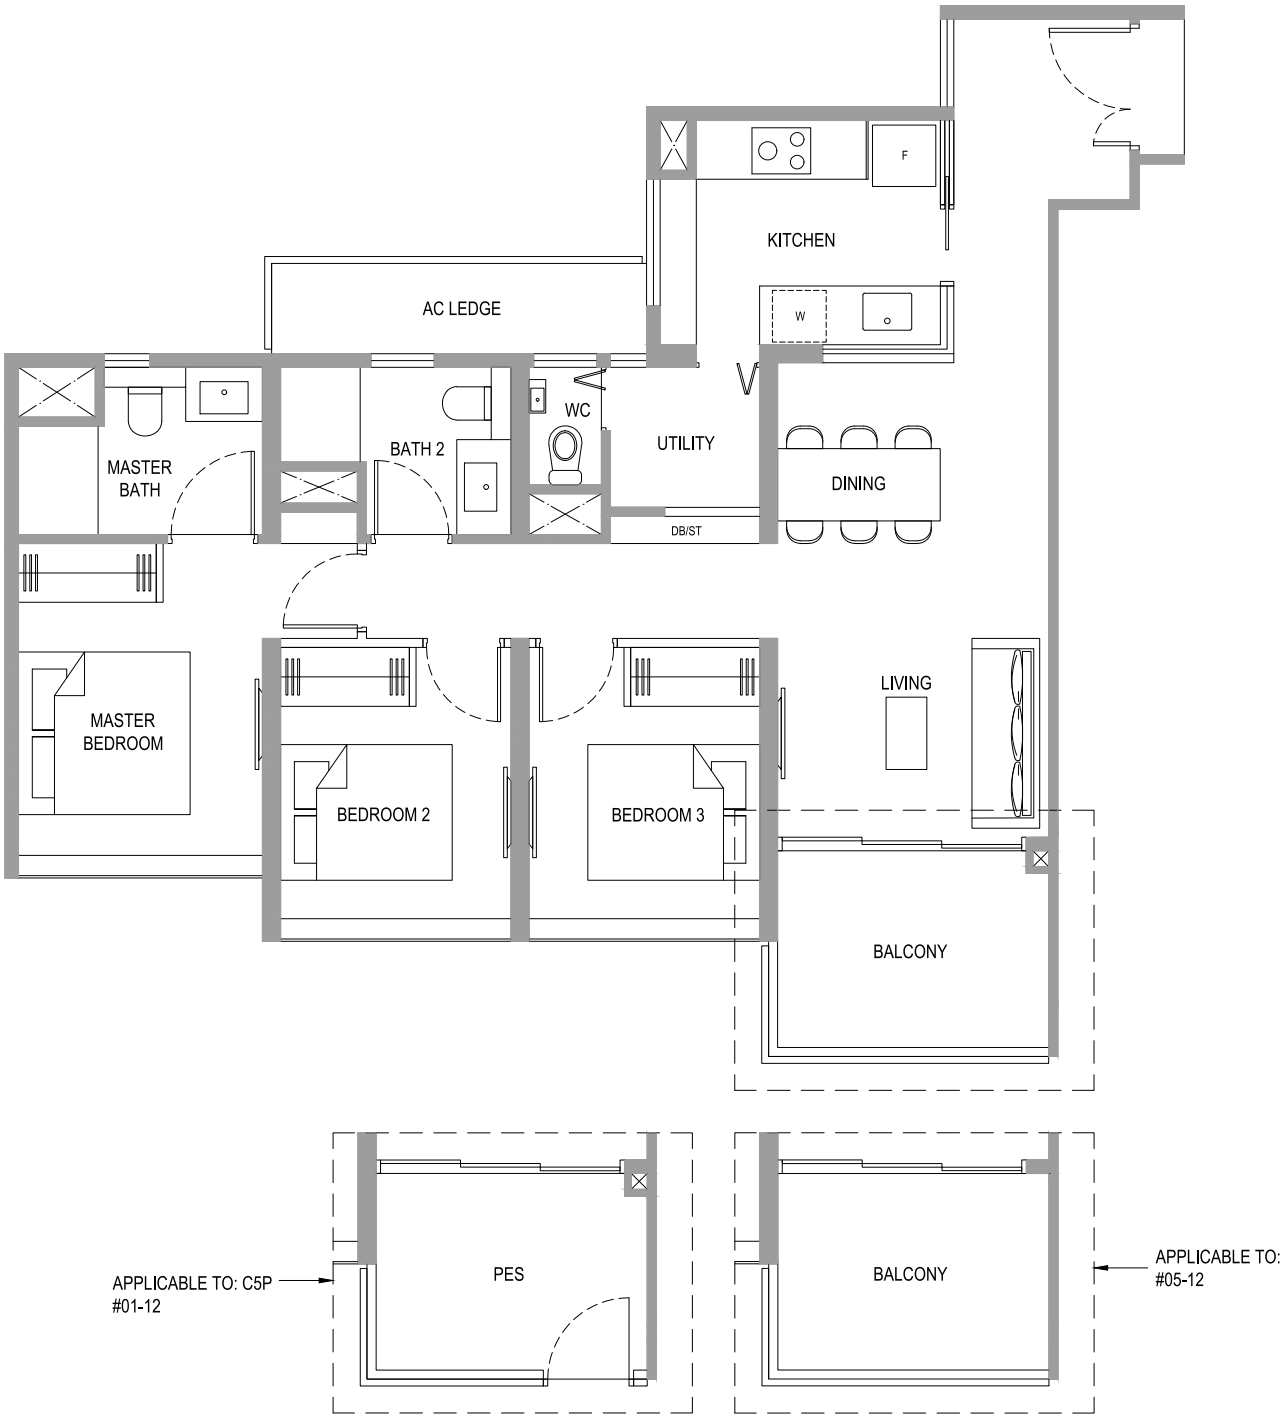 F
KITCHEN
AC LEDGE
W
WC
BATH 2
UTILITY
MASTER
BATH
DINING
DB/ST
LIVING
MASTER
BEDROOM
BEDROOM 2
BEDROOM 3
BALCONY
APPLICABLE TO: C5P
#01-12
PES
BALCONY
APPLICABLE TO:
#05-12